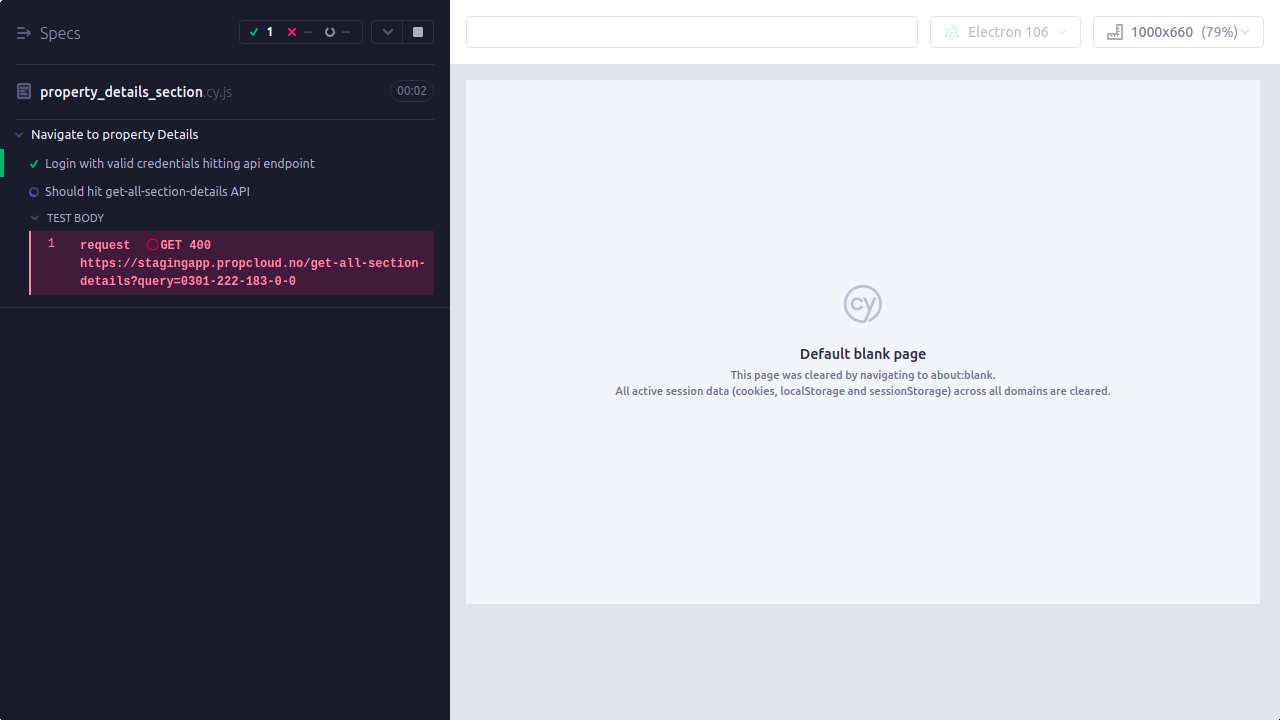 Specs
1 -- --
property_details_section.cy.js
00:02
Navigate to property Details
Login with valid credentials hitting api endpoint
Should hit get-all-section-details API
TEST BODY
1 request GET 400
https://stagingapp.propcloud.no/get-all-section-
details?query=0301-222-183-0-0
Electron 106
1000x660 (79%)
cy
Default blank page
This page was cleared by navigating to about:blank.
All active session data (cookies, localStorage and sessionStorage) across all domains are cleared.